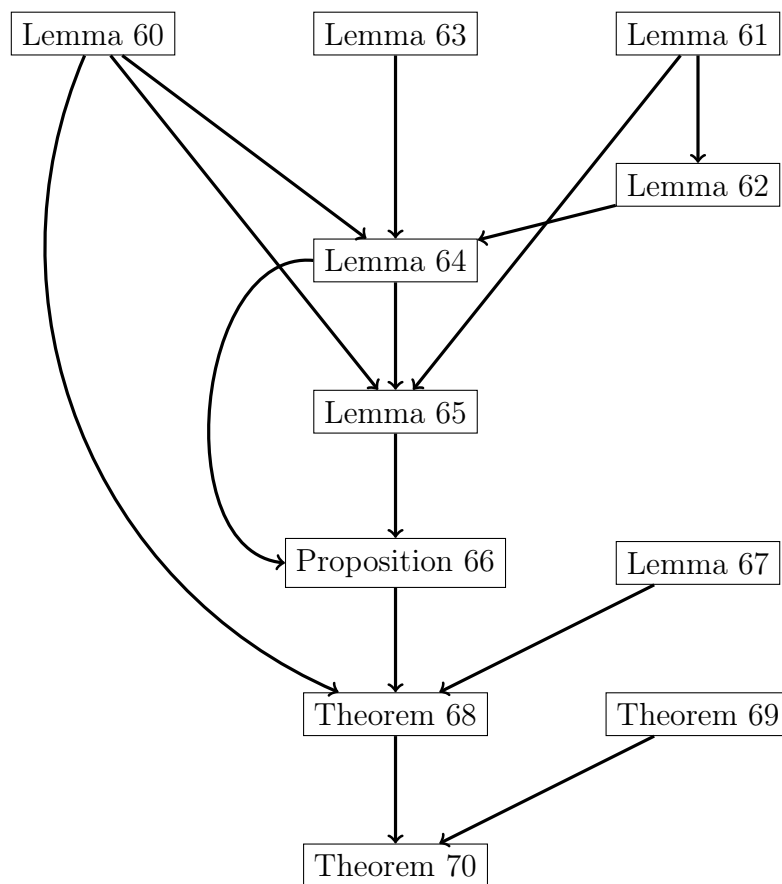 Lemma 60
Lemma 63
Lemma 61
Lemma 62
Lemma 64
Lemma 65
Proposition 66
Lemma 67
Theorem 68
Theorem 69
Theorem 70